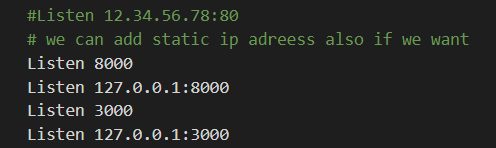 #Listen 12.34.56.78:80
# we can add static ip adreess also if we want
Listen 8000
Listen 127.0.0.1:8000
Listen 3000
Listen 127.0.0.1:3000